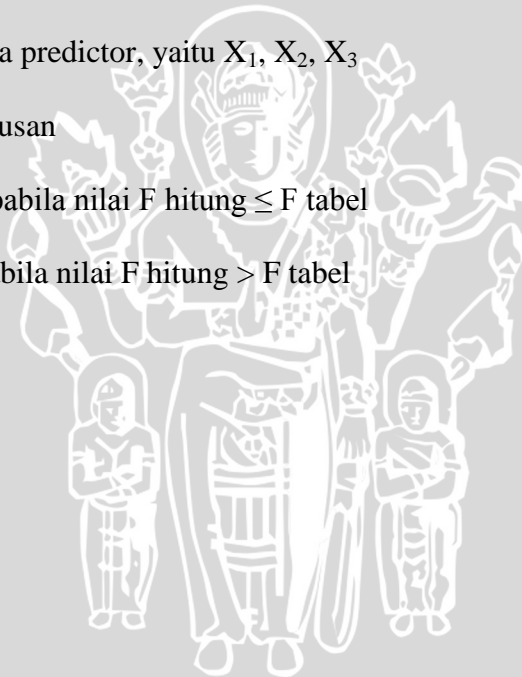 a predictor, yaitu X₁, X₂, X₃
usan
abila nilai F hitung ≤ F tabel
bila nilai F hitung > F tabel